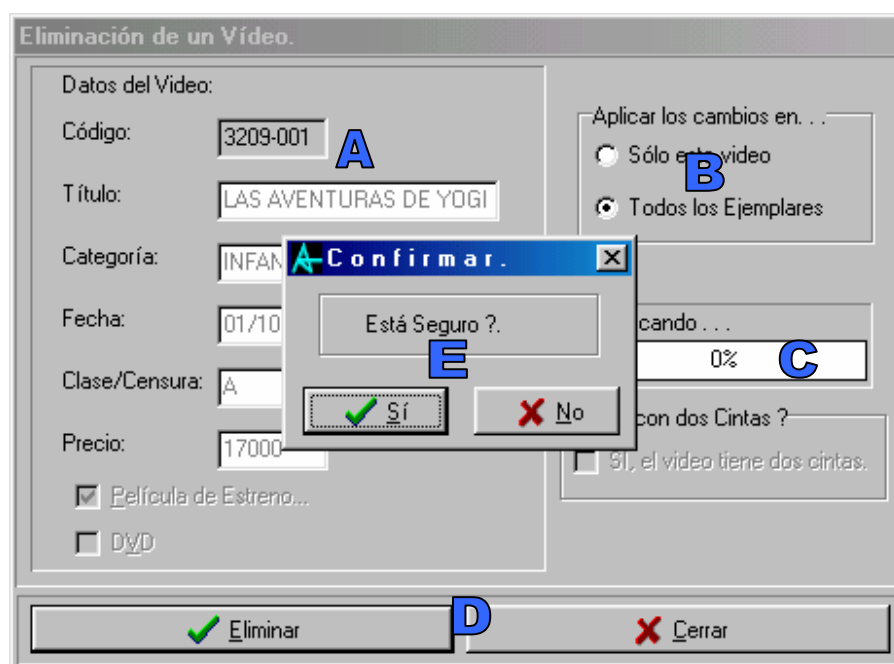 Eliminación de un Vídeo.
Datos del Video:
Código:
3209-001
A
Título:
LAS AVENTURAS DE YOGI
Categoría:
INFAN
Fecha:
01/10
Clase/Censura:
A
Precio:
17000
Película de Estreno...
DVD
Aplicar los cambios en. . .
Sólo este video
B
Todos los Ejemplares
cando . . .
0%
C
con dos Cintas ?
SI, el video tiene dos cintas.
Confirmar.
Está Seguro ?.
E
Sí
No
Eliminar
D
Cerrar